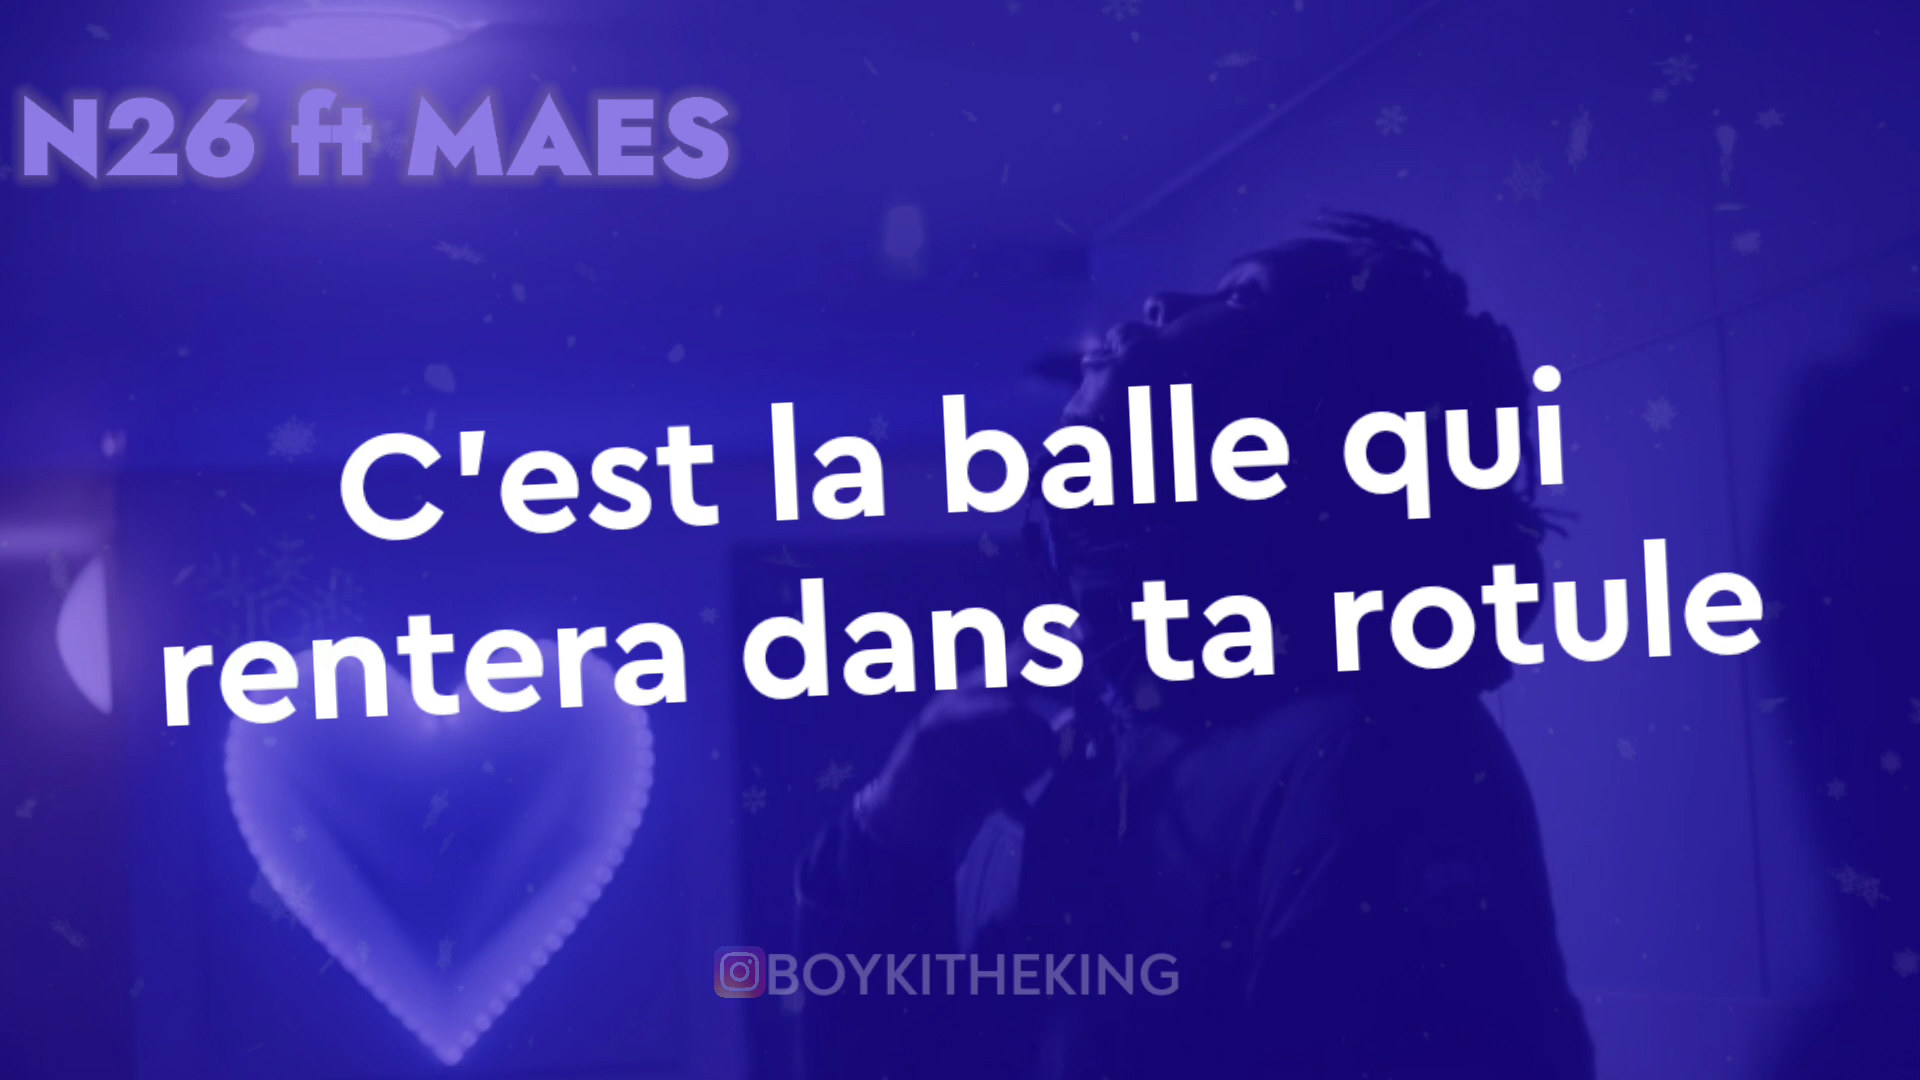 N26 ft MAES
C'est la balle qui
rentera dans ta rotule
BOYKITHEKING